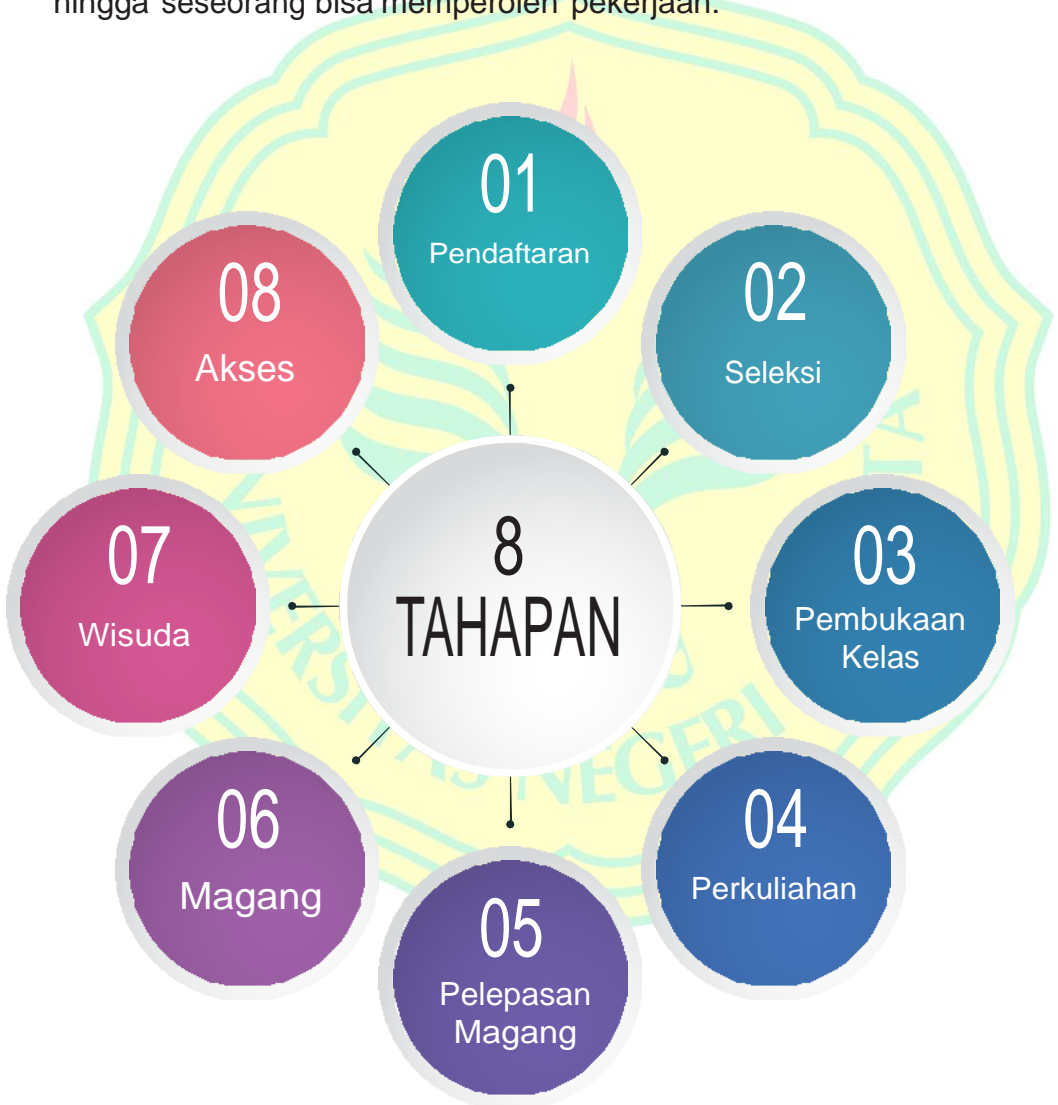 hingga seseorang bisa memperoleh pekerjaan.
01
Pendaftaran
02
Seleksi
03
Pembukaan
Kelas
04
Perkuliahan
05
Pelepasan
Magang
06
Magang
07
Wisuda
08
Akses
8
TAHAPAN
NEGERI